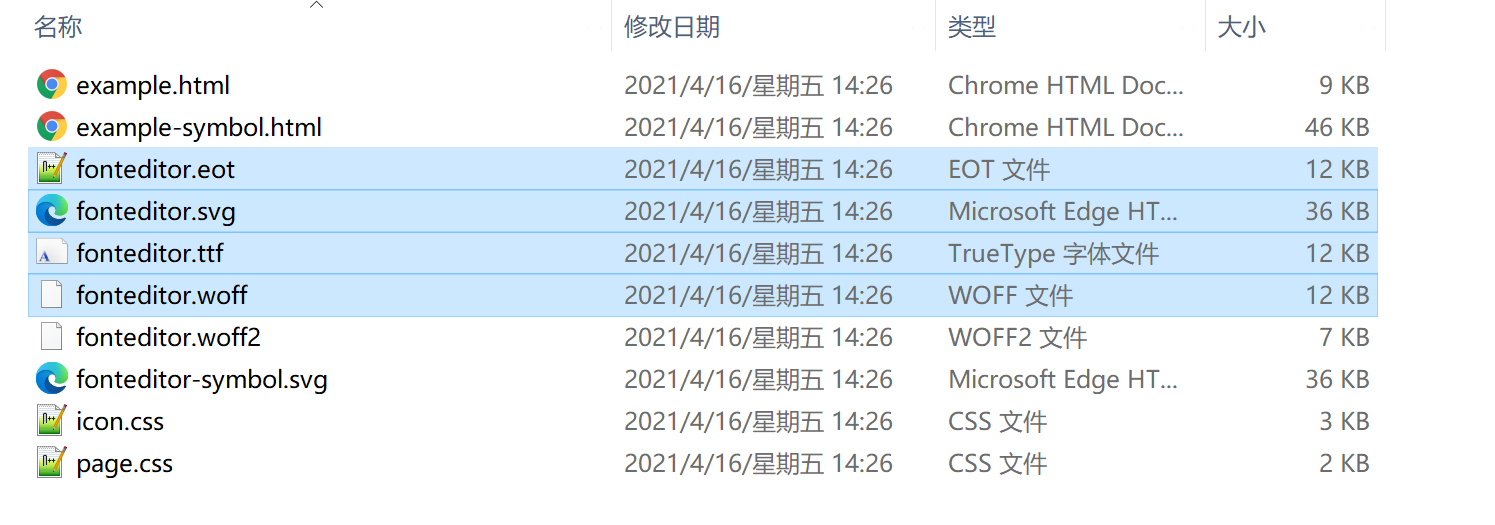 名称 修改日期 类型 大小
example.html 2021/4/16/星期五 14:26 Chrome HTML Doc... 9 KB
example-symbol.html 2021/4/16/星期五 14:26 Chrome HTML Doc... 46 KB
fonteditor.eot 2021/4/16/星期五 14:26 EOT 文件 12 KB
fonteditor.svg 2021/4/16/星期五 14:26 Microsoft Edge HT... 36 KB
fonteditor.ttf 2021/4/16/星期五 14:26 TrueType 字体文件 12 KB
fonteditor.woff 2021/4/16/星期五 14:26 WOFF 文件 12 KB
fonteditor.woff2 2021/4/16/星期五 14:26 WOFF2 文件 7 KB
fonteditor-symbol.svg 2021/4/16/星期五 14:26 Microsoft Edge HT... 36 KB
icon.css 2021/4/16/星期五 14:26 CSS 文件 3 KB
page.css 2021/4/16/星期五 14:26 CSS 文件 2 KB